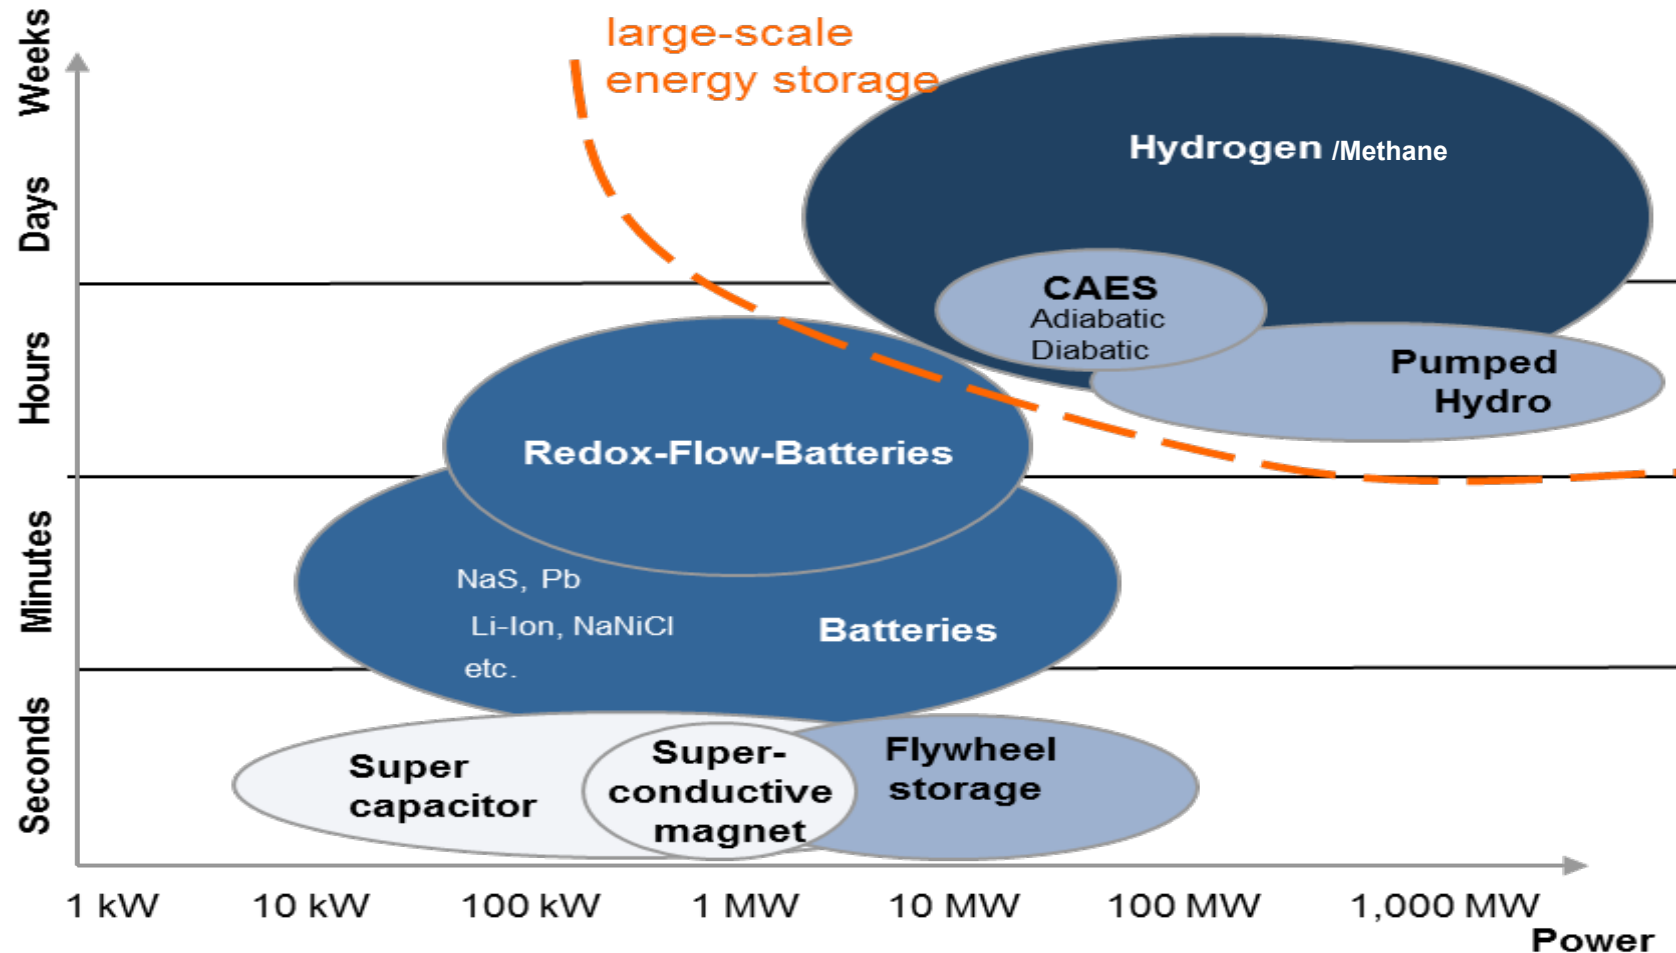 large-scale
energy storage
Weeks
Days
Hours
Minutes
Seconds
Hydrogen /Methane
CAES
Adiabatic
Diabatic
Pumped
Hydro
Redox-Flow-Batteries
NaS, Pb
Li-Ion, NaNiCl
etc.
Batteries
Super
capacitor
Super-
conductive
magnet
Flywheel
storage
1 kW 10 kW 100 kW 1 MW 10 MW 100 MW 1,000 MW
Power